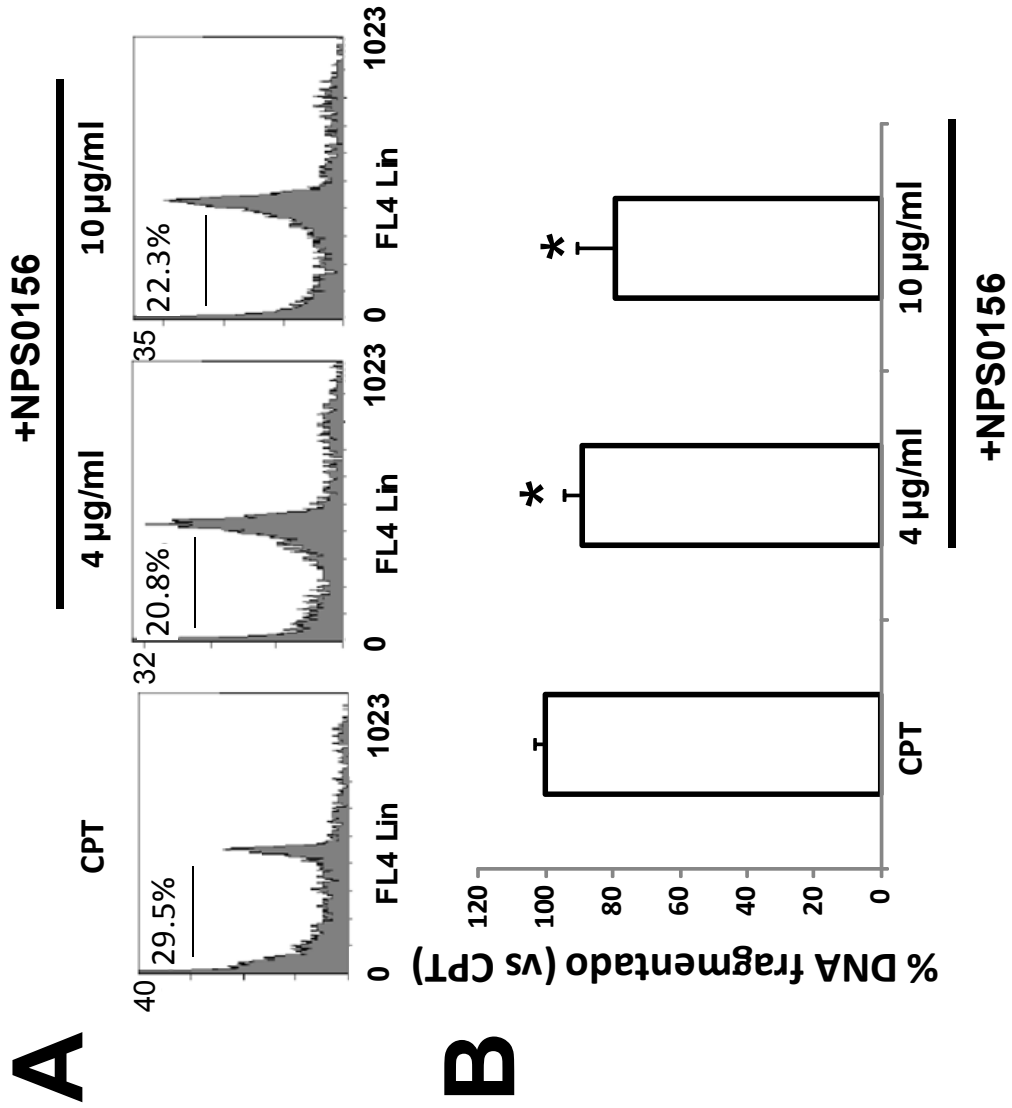 A
+NPS0156
CPT
4 µg/ml
10 µg/ml
40
29.5%
0
FL4 Lin
1023
32
20.8%
0
FL4 Lin
1023
35
22.3%
0
FL4 Lin
1023
B
% DNA fragmentado (vs CPT)
120
100
80
60
40
20
0
*
*
CPT
4 µg/ml
10 µg/ml
+NPS0156